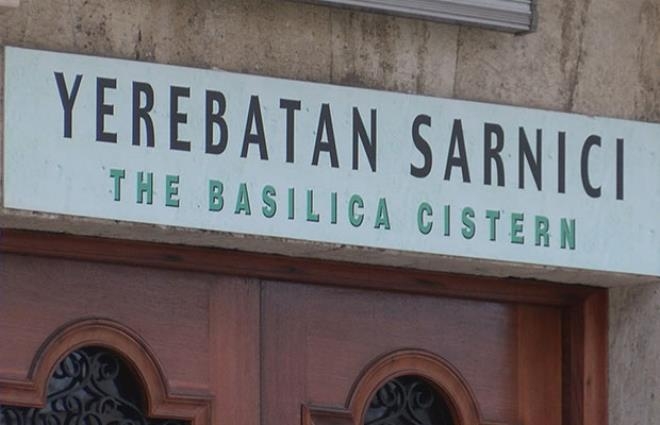 YEREBATAN SARNICI
THE BASILICA CISTERN